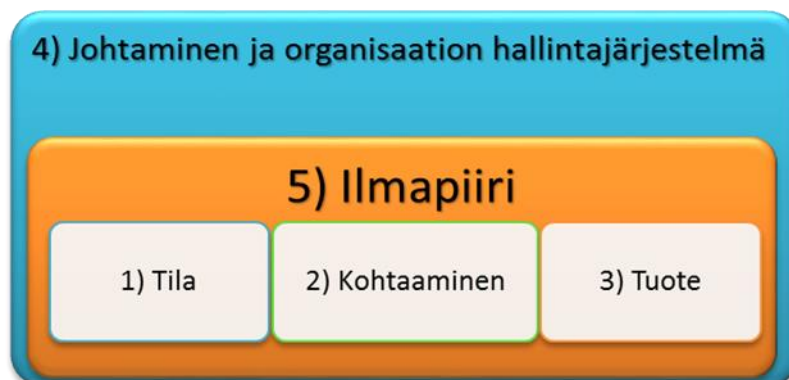 4) Johtaminen ja organisaation hallintajärjestelmä
5) Ilmapiiri
1) Tila
2) Kohtaaminen
3) Tuote